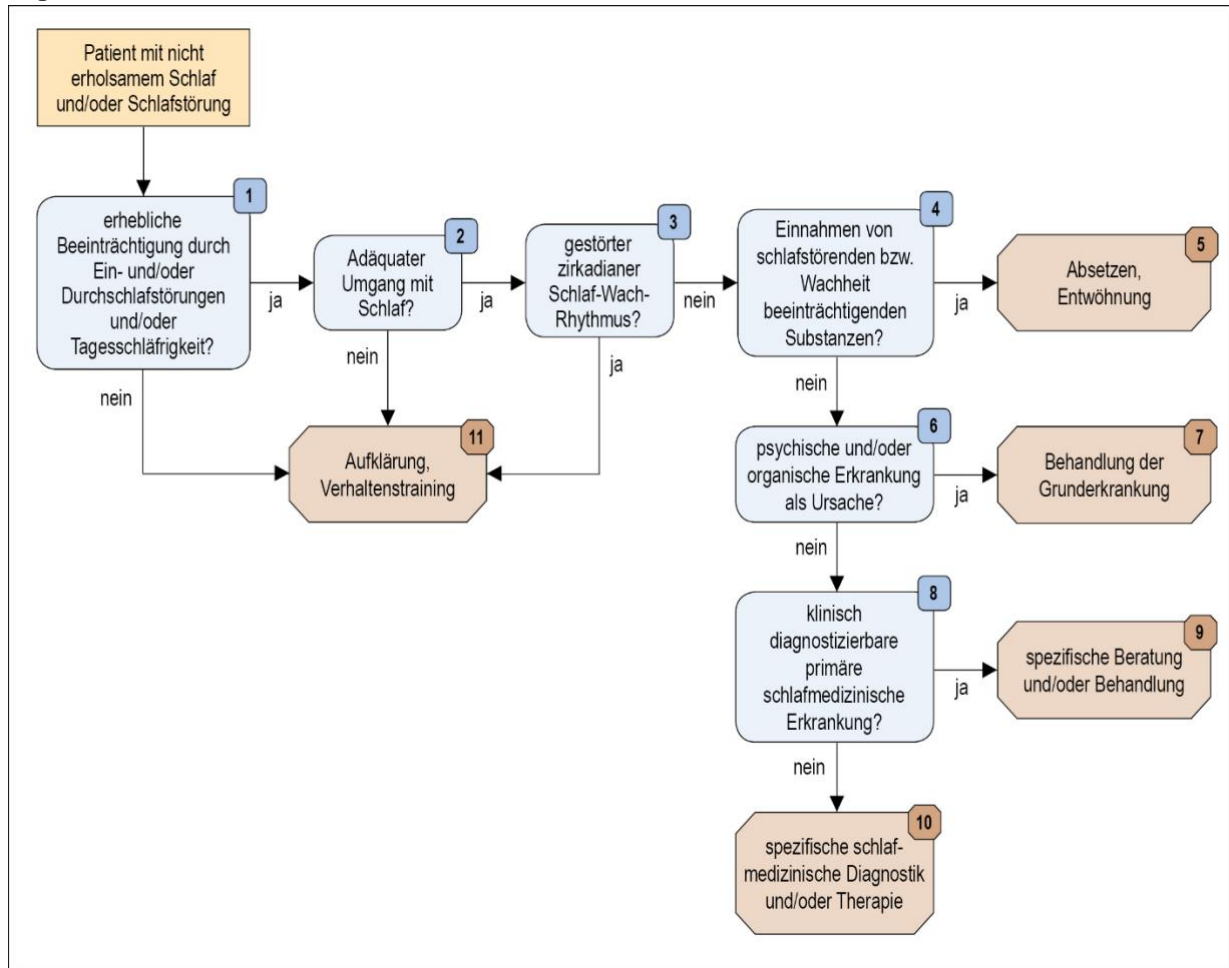 Patient mit nicht
erholsamem Schlaf
und/oder Schlafstörung
1
erhebliche
Beeinträchtigung durch
Ein- und/oder
Durchschlafstörungen
und/oder
Tagesschläfrigkeit?
ja
nein
2
Adäquater
Umgang mit
Schlaf?
ja
nein
3
gestörter
zirkadianer
Schlaf-Wach-
Rhythmus?
nein
ja
4
Einnahmen von
schlafstörenden bzw.
Wachheit
beeinträchtigenden
Substanzen?
ja
nein
5
Absetzen,
Entwöhnung
11
Aufklärung,
Verhaltenstraining
6
psychische und/oder
organische Erkrankung
als Ursache?
ja
nein
7
Behandlung der
Grunderkrankung
8
klinisch
diagnostizierbare
primäre
schlafmedizinische
Erkrankung?
ja
nein
9
spezifische Beratung
und/oder Behandlung
10
spezifische schlaf-
medizinische Diagnostik
und/oder Therapie